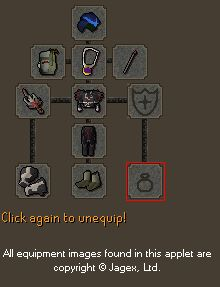 Click again to unequip!
All equipment images found in this applet are
copyright © Jagex, Ltd.